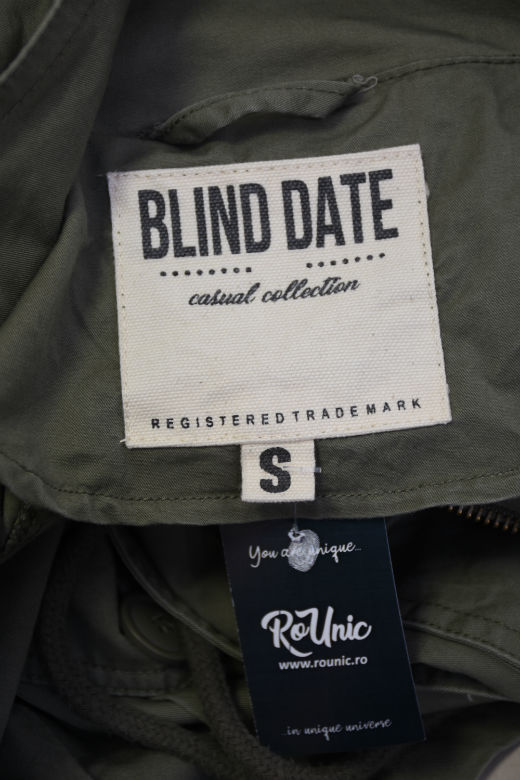 BLIND DATE
casual collection
REGISTERED TRADE MARK
S
You are unique...
RoUnic
www.rounic.ro
...in unique universe